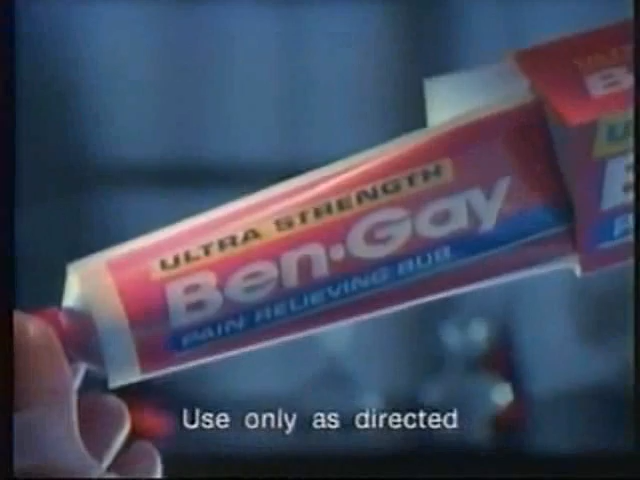 ULTRA STRENGTH
Ben·Gay
PAIN RELIEVING RUB
Use only as directed